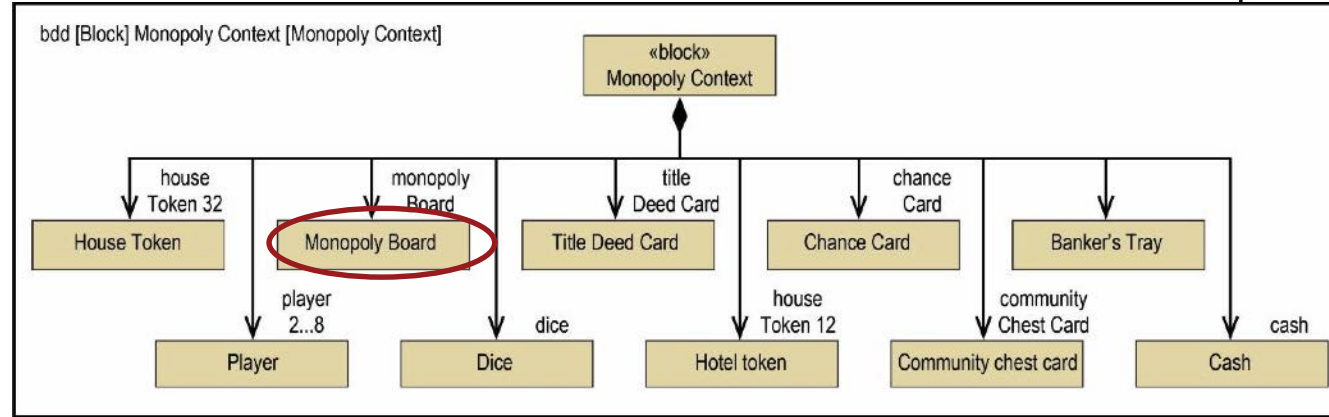 bdd [Block] Monopoly Context [Monopoly Context]
«block»
Monopoly Context
house
Token 32
House Token
monopoly
Board
Monopoly Board
title
Deed Card
Title Deed Card
chance
Card
Chance Card
Banker's Tray
player
2...8
Player
dice
Dice
house
Token 12
Hotel token
community
Chest Card
Community chest card
cash
Cash